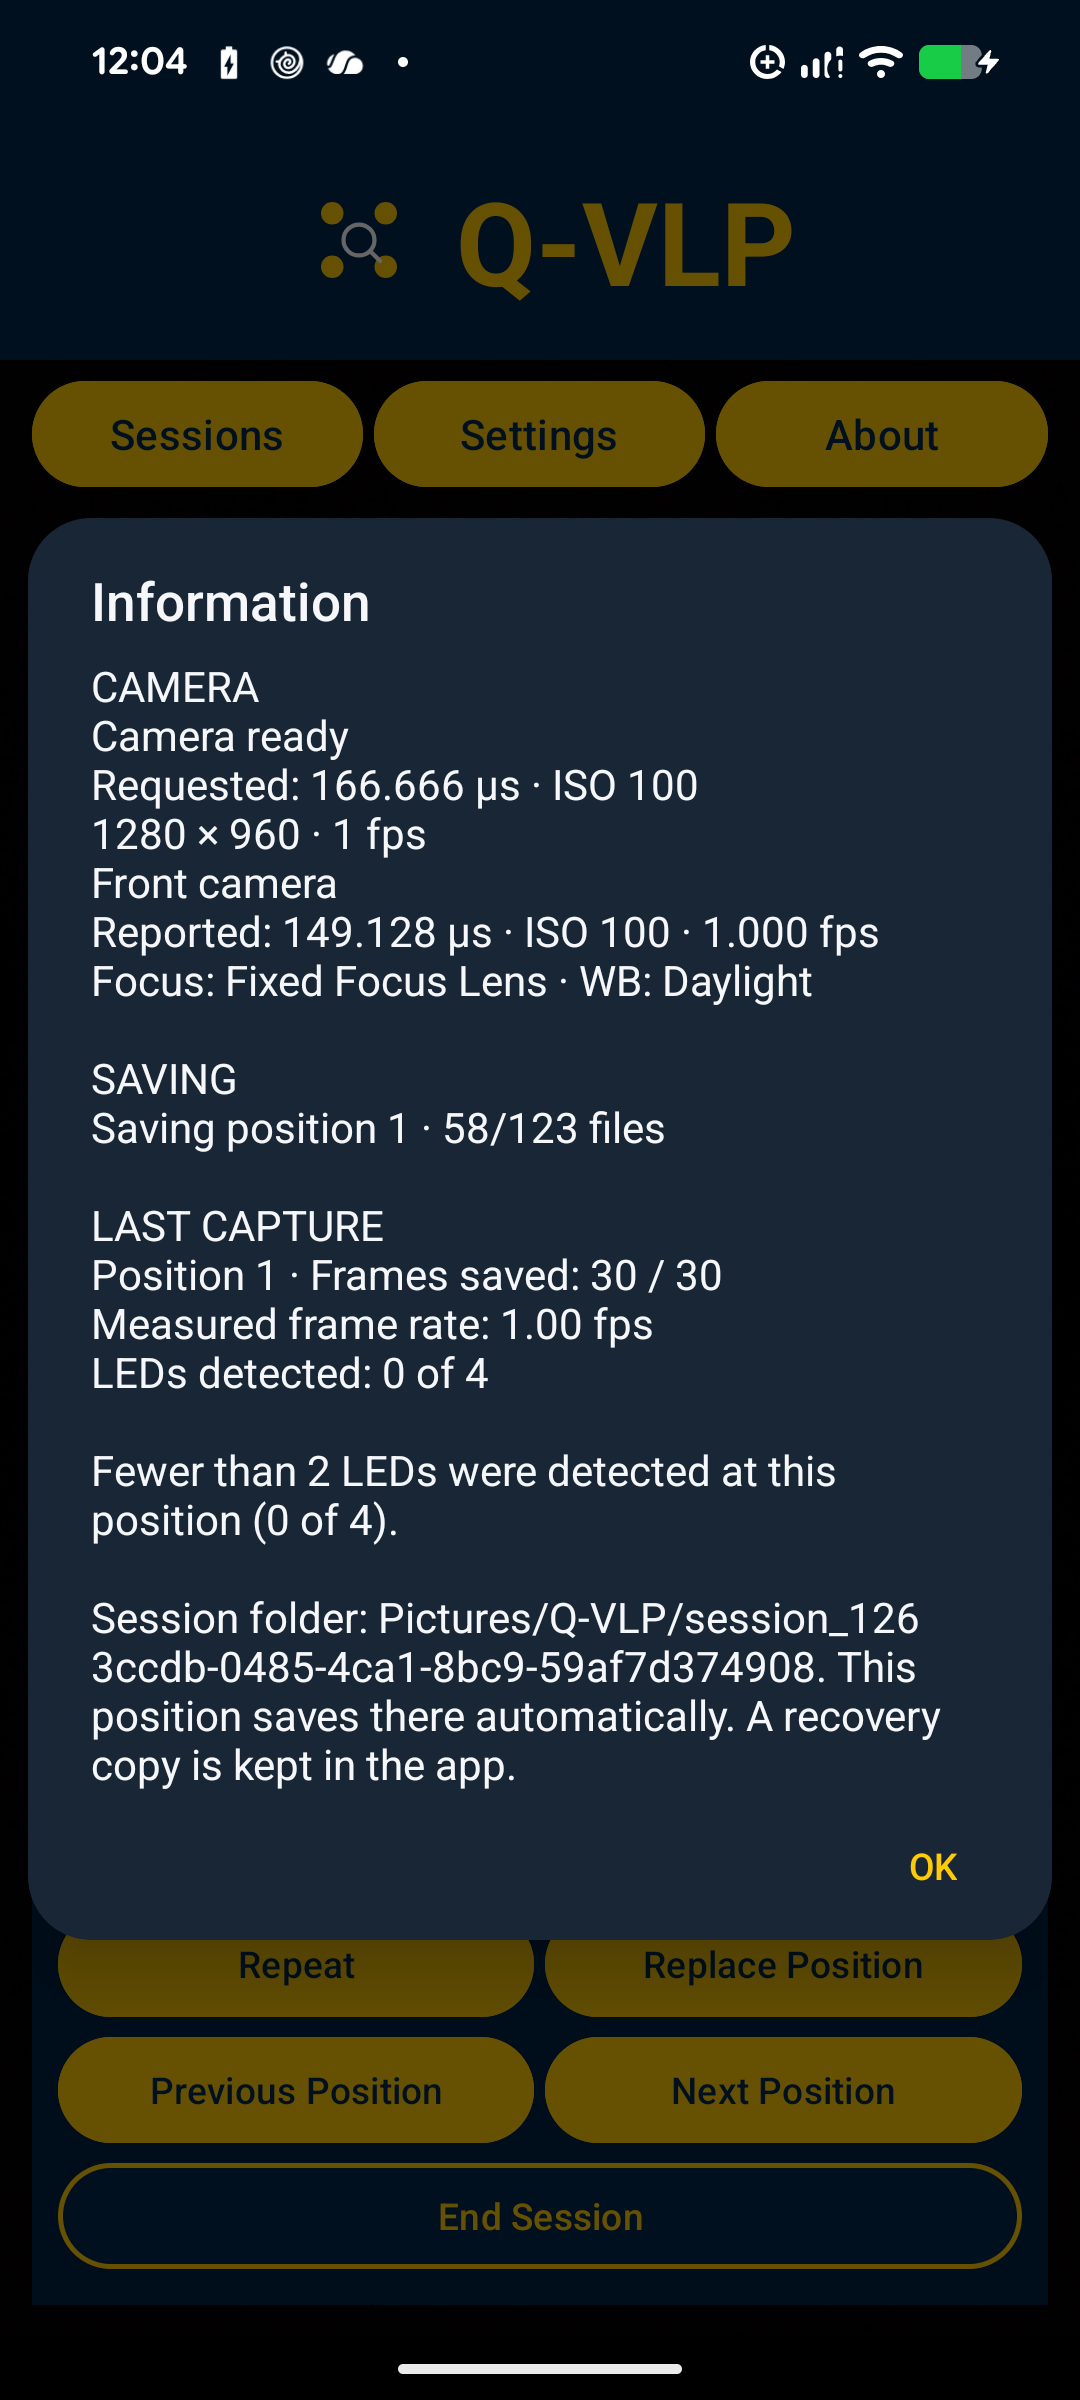 12:04
Q-VLP
Sessions
Settings
About
Information
CAMERA
Camera ready
Requested: 166.666 µs · ISO 100
1280 × 960 · 1 fps
Front camera
Reported: 149.128 µs · ISO 100 · 1.000 fps
Focus: Fixed Focus Lens · WB: Daylight
SAVING
Saving position 1 · 58/123 files
LAST CAPTURE
Position 1 · Frames saved: 30 / 30
Measured frame rate: 1.00 fps
LEDs detected: 0 of 4
Fewer than 2 LEDs were detected at this
position (0 of 4).
Session folder: Pictures/Q-VLP/session_126
3ccdb-0485-4ca1-8bc9-59af7d374908. This
position saves there automatically. A recovery
copy is kept in the app.
OK
Repeat
Replace Position
Previous Position
Next Position
End Session